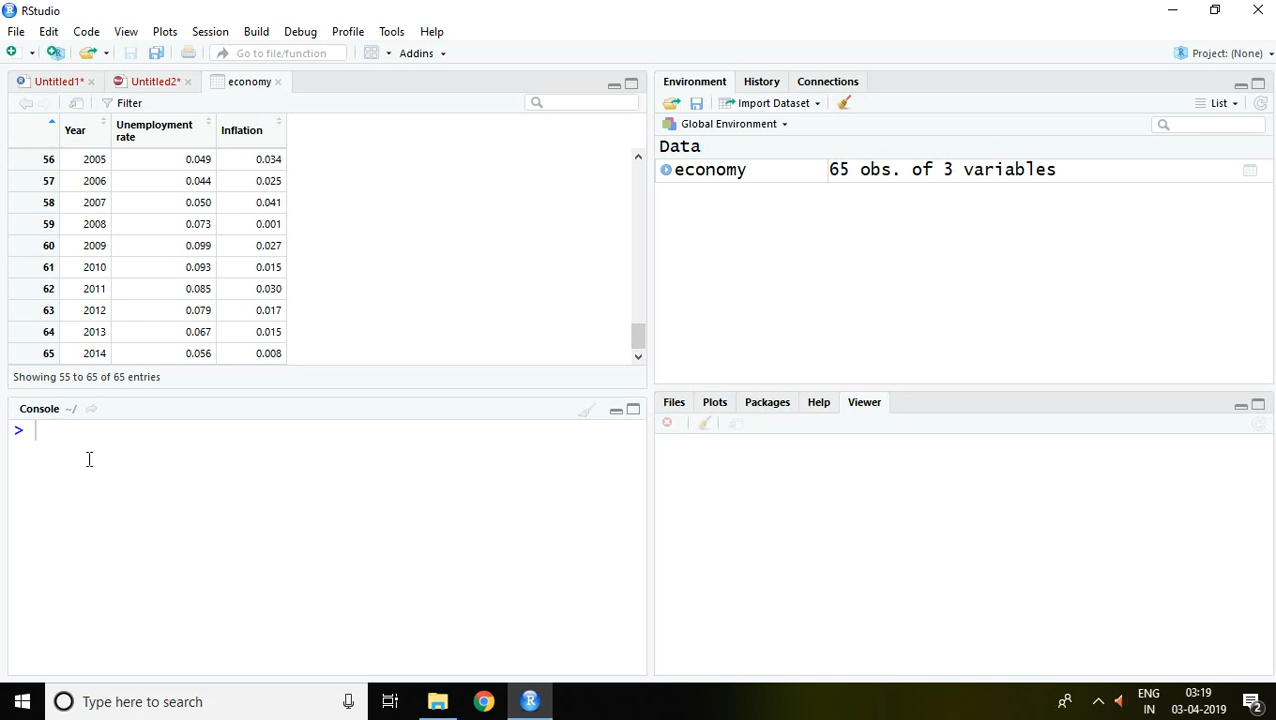 RStudio
File Edit Code View Plots Session Build Debug Profile Tools Help
Go to file/function Addins Project: (None)
Untitled1* Untitled2* economy
Filter
Year Unemployment rate Inflation
56 2005 0.049 0.034
57 2006 0.044 0.025
58 2007 0.050 0.041
59 2008 0.073 0.001
60 2009 0.099 0.027
61 2010 0.093 0.015
62 2011 0.085 0.030
63 2012 0.079 0.017
64 2013 0.067 0.015
65 2014 0.056 0.008
Showing 55 to 65 of 65 entries
Console ~/
>
Environment History Connections
Import Dataset List
Global Environment
Data
economy 65 obs. of 3 variables
Files Plots Packages Help Viewer
Type here to search
ENG 03:19
IN 03-04-2019 2